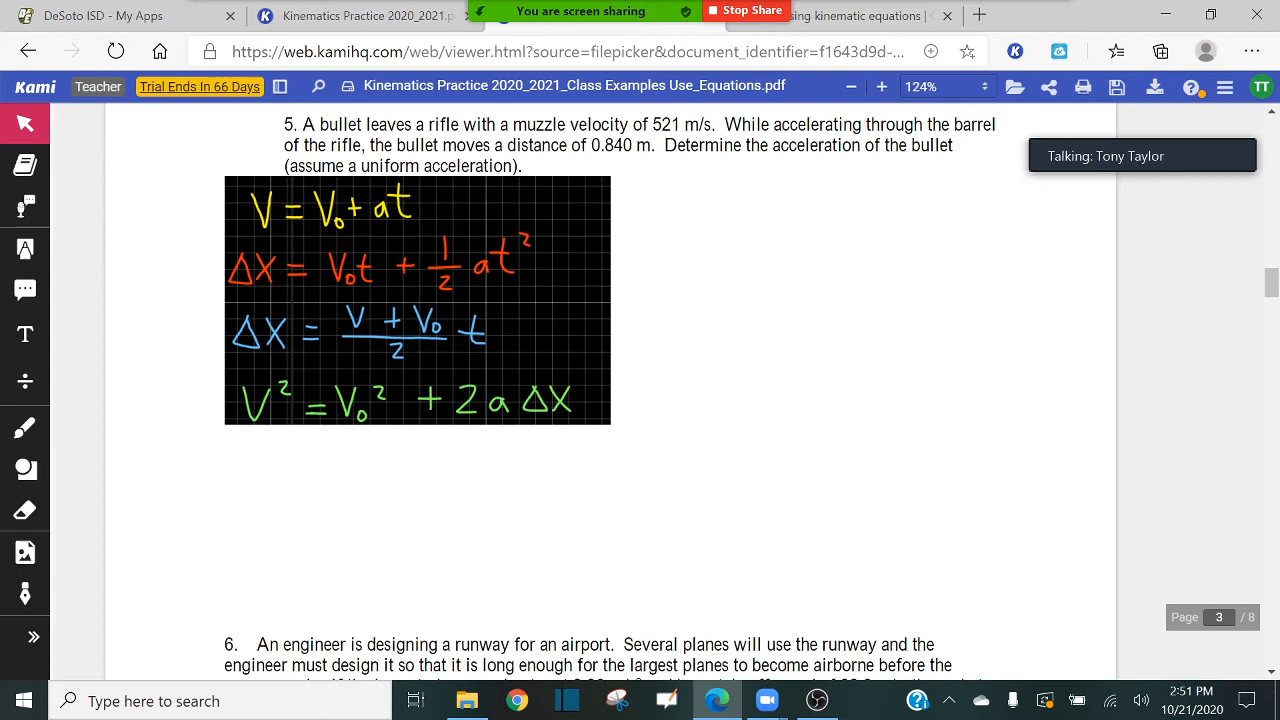 DeSoto ISD - My Apps
Kinematics Practice 2020_2021.p
You are screen sharing
Stop Share
sing kinematic equations (
https://web.kamihq.com/web/viewer.html?source=filepicker&document_identifier=f1643d9d-...
Kami
Teacher
Trial Ends In 66 Days
Kinematics Practice 2020_2021_Class Examples Use_Equations.pdf
124%
TT
5. A bullet leaves a rifle with a muzzle velocity of 521 m/s. While accelerating through the barrel
of the rifle, the bullet moves a distance of 0.840 m. Determine the acceleration of the bullet
(assume a uniform acceleration).
Talking: Tony Taylor
V = V₀ + at
ΔX = V₀t + 1/2 at²
ΔX = (V + V₀)/2 t
V² = V₀² + 2 a ΔX
Page 3 / 8
6. An engineer is designing a runway for an airport. Several planes will use the runway and the
engineer must design it so that it is long enough for the largest planes to become airborne before the
Type here to search
2:51 PM
10/21/2020